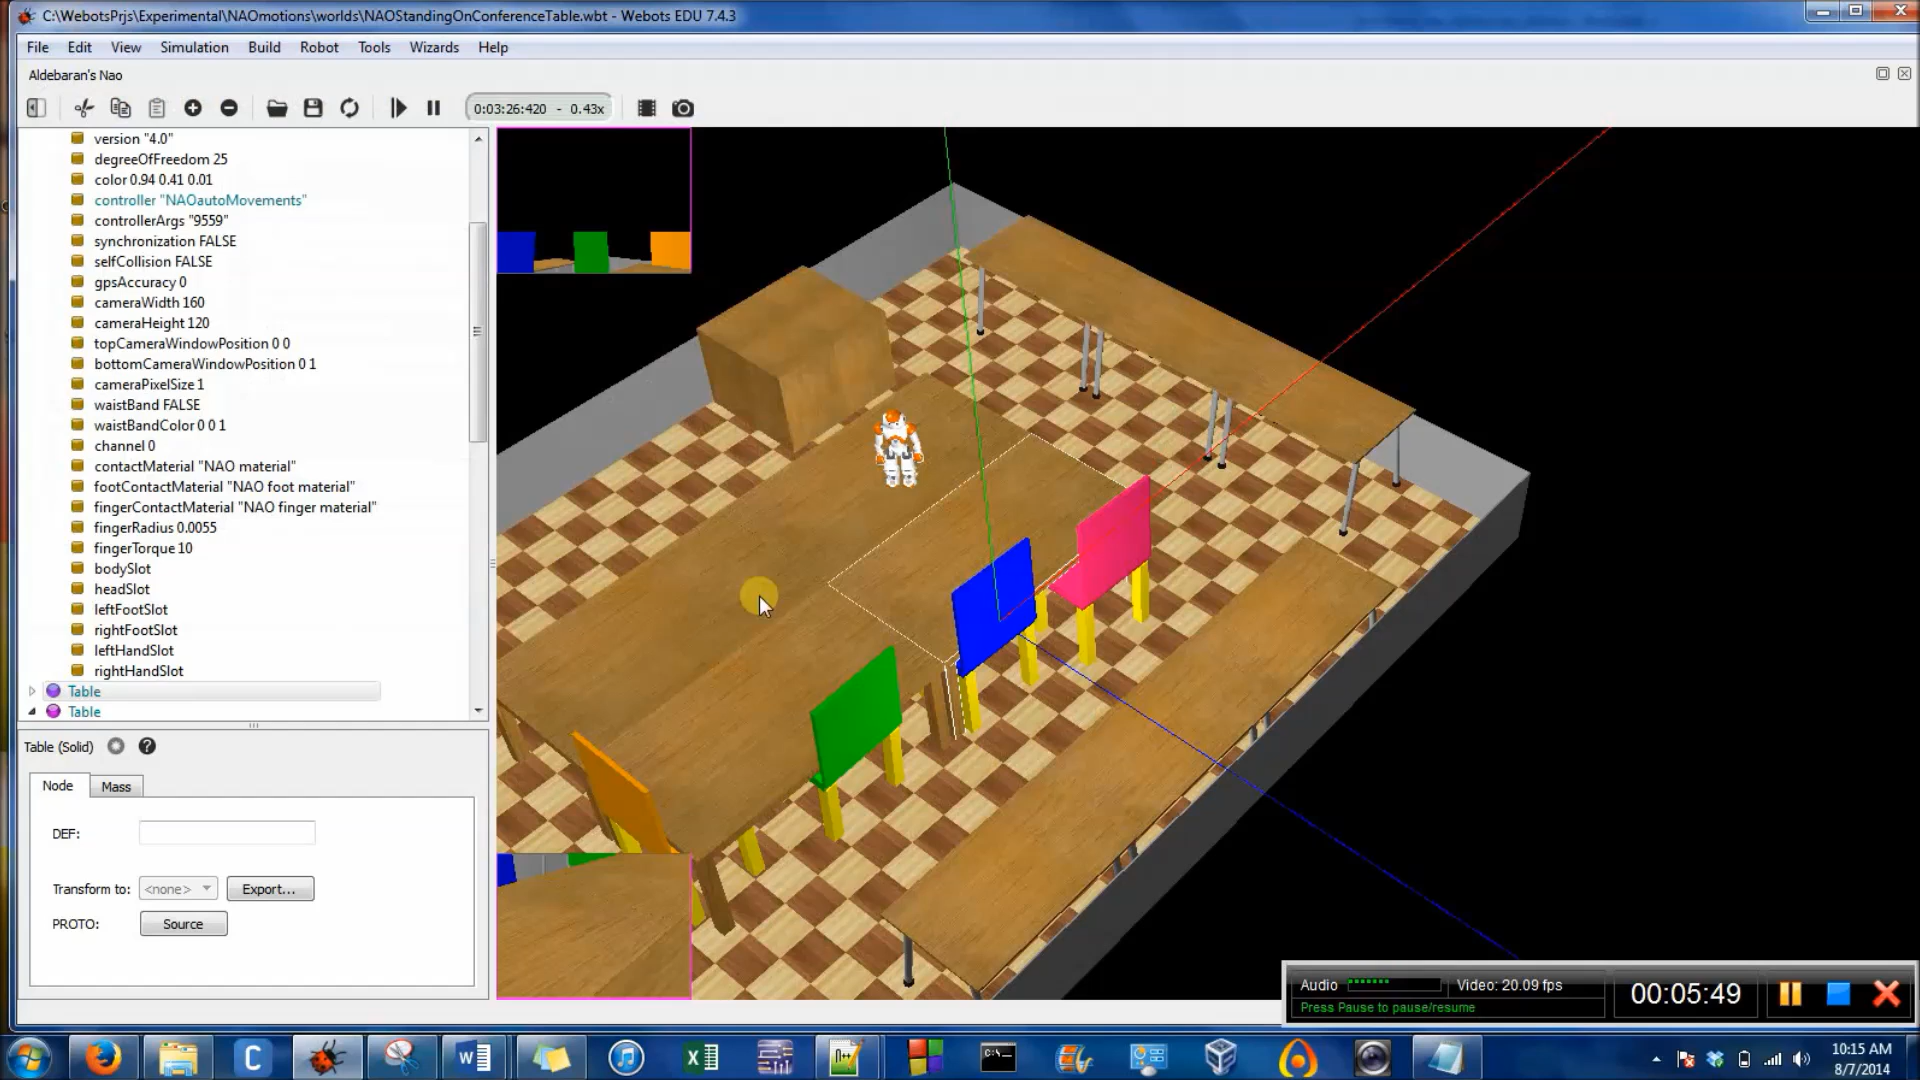 C:\WebotsPrjs\Experimental\NAOmotions\worlds\NAOStandingOnConferenceTable.wbt - Webots EDU 7.4.3
File Edit View Simulation Build Robot Tools Wizards Help
Aldebaran's Nao
0:03:26:420 - 0.43x
version "4.0"
degreeOfFreedom 25
color 0.94 0.41 0.01
controller "NAOautoMovements"
controllerArgs "9559"
synchronization FALSE
selfCollision FALSE
gpsAccuracy 0
cameraWidth 160
cameraHeight 120
topCameraWindowPosition 0 0
bottomCameraWindowPosition 0 1
cameraPixelSize 1
waistBand FALSE
waistBandColor 0 0 1
channel 0
contactMaterial "NAO material"
footContactMaterial "NAO foot material"
fingerContactMaterial "NAO finger material"
fingerRadius 0.0055
fingerTorque 10
bodySlot
headSlot
leftFootSlot
rightFootSlot
leftHandSlot
rightHandSlot
Table
Table
Table (Solid)
Node Mass
DEF:
Transform to: <none> Export...
PROTO: Source
Audio Video: 20.09 fps
Press Pause to pause/resume
00:05:49
10:15 AM
8/7/2014